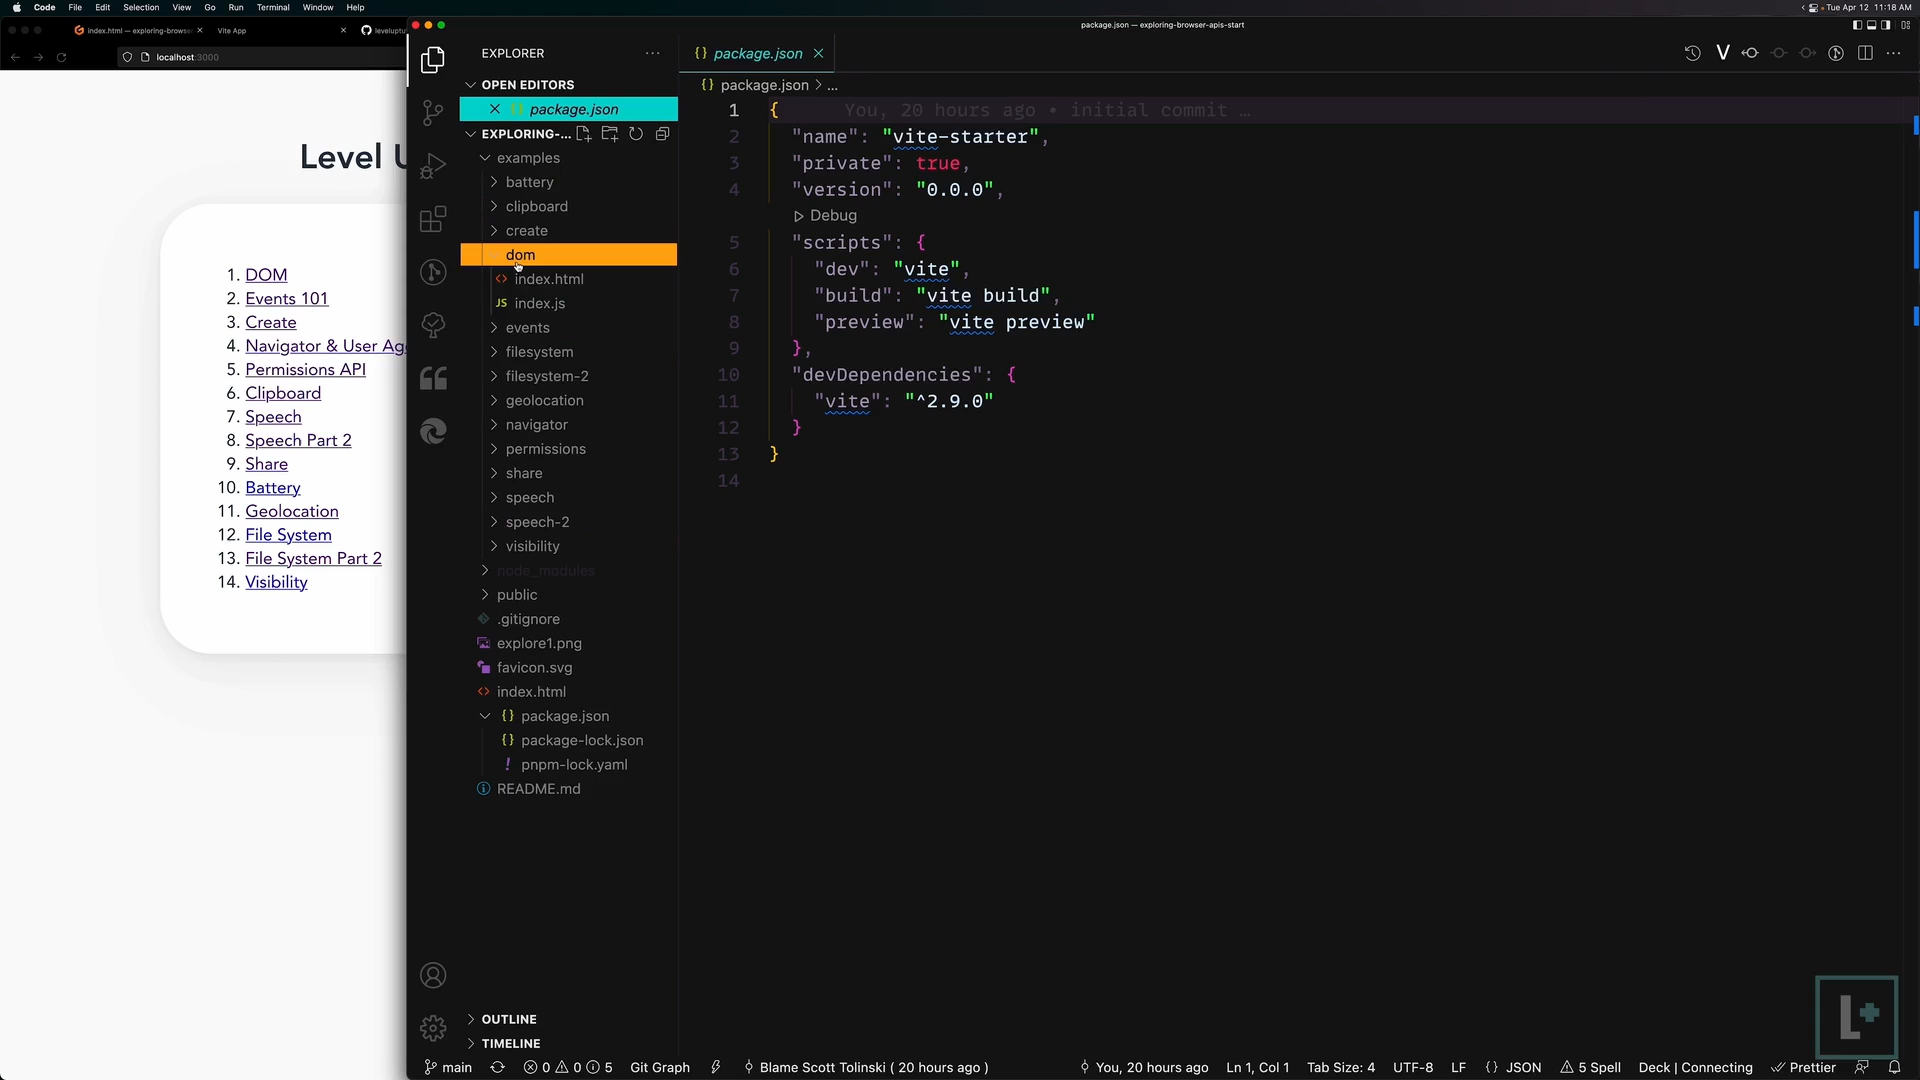 Code File Edit Selection View Go Run Terminal Window Help
Tue Apr 12 11:18 AM
index.html — exploring-browser
Vite App
leveluptu
localhost:3000
Level U
1. DOM
2. Events 101
3. Create
4. Navigator & User Ag
5. Permissions API
6. Clipboard
7. Speech
8. Speech Part 2
9. Share
10. Battery
11. Geolocation
12. File System
13. File System Part 2
14. Visibility
package.json — exploring-browser-apis-start
EXPLORER
OPEN EDITORS
package.json
EXPLORING-...
examples
battery
clipboard
create
dom
index.html
JS index.js
events
filesystem
filesystem-2
geolocation
navigator
permissions
share
speech
speech-2
visibility
node_modules
public
.gitignore
explore1.png
favicon.svg
index.html
{} package.json
{} package-lock.json
! pnpm-lock.yaml
README.md
OUTLINE
TIMELINE
{} package.json
{} package.json > ...
1 { You, 20 hours ago • initial commit …
2 "name": "vite-starter",
3 "private": true,
4 "version": "0.0.0",
Debug
5 "scripts": {
6 "dev": "vite",
7 "build": "vite build",
8 "preview": "vite preview"
9 },
10 "devDependencies": {
11 "vite": "^2.9.0"
12 }
13 }
14
L+
main 0 0 5 Git Graph Blame Scott Tolinski ( 20 hours ago ) You, 20 hours ago Ln 1, Col 1 Tab Size: 4 UTF-8 LF {} JSON 5 Spell Deck | Connecting Prettier